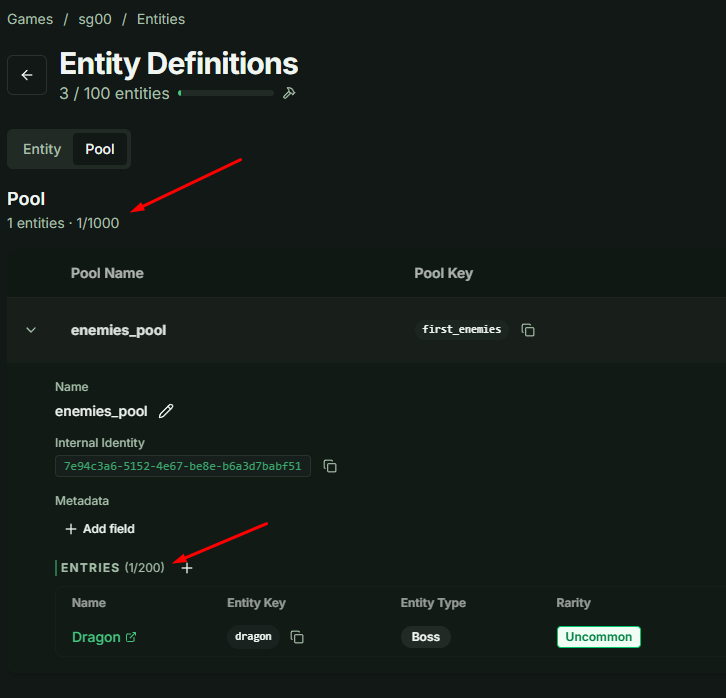 Games / sg00 / Entities
Entity Definitions
3 / 100 entities
Entity Pool
Pool
1 entities · 1/1000
Pool Name Pool Key
enemies_pool first_enemies
Name
enemies_pool
Internal Identity
7e94c3a6-5152-4e67-be8e-b6a3d7babf51
Metadata
+ Add field
ENTRIES (1/200) +
Name Entity Key Entity Type Rarity
Dragon dragon Boss Uncommon